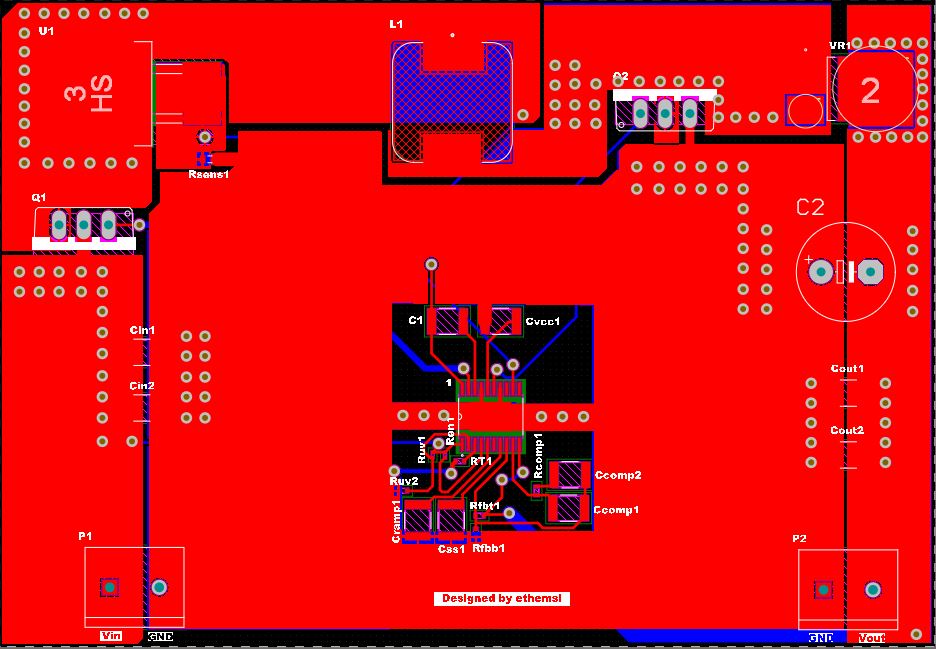 U1
L1
VR1
3
HS
2
Rsens1
Q1
C2
+
C1
Cvcc1
Cin1
Cin2
1
Cout1
Cout2
Ruv1
Ron1
RT1
Rcomp1
Ccomp2
Ruv2
Cramp1
Rfbt1
Ccomp1
Css1
Rfbb1
P1
P2
Designed by ethemsl
Vin
GND
GND
Vout